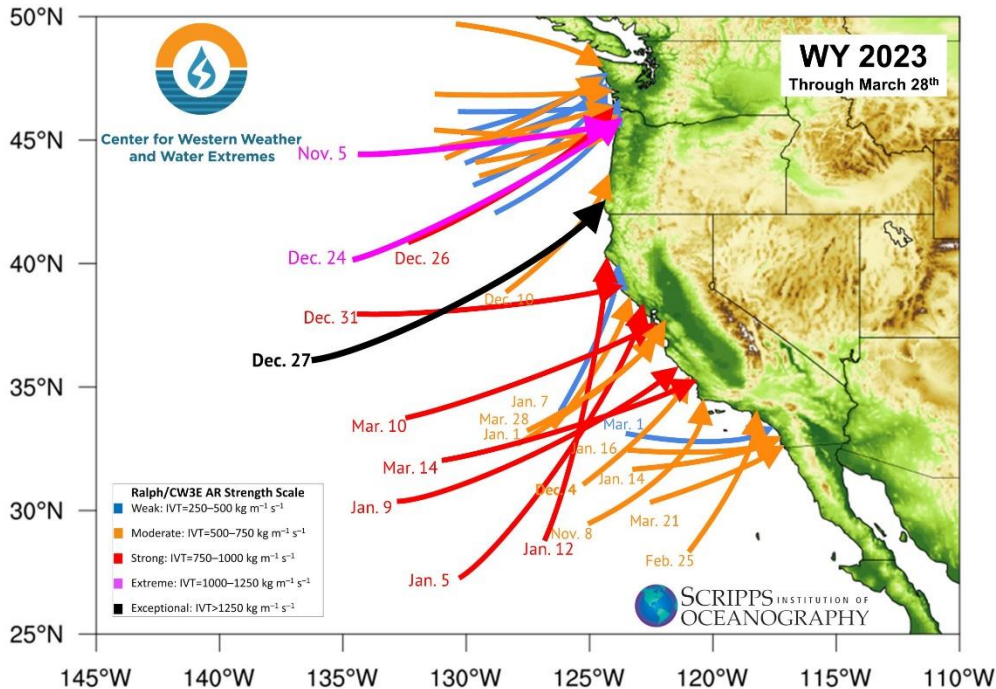 50°N
45°N
40°N
35°N
30°N
25°N
145°W
140°W
135°W
130°W
125°W
120°W
115°W
110°W
Center for Western Weather
and Water Extremes
WY 2023
Through March 28th
Nov. 5
Dec. 24
Dec. 26
Dec. 10
Dec. 31
Dec. 27
Jan. 7
Mar. 28
Jan. 1
Mar. 10
Mar. 1
Jan. 16
Mar. 14
Jan. 14
Dec. 4
Jan. 9
Mar. 21
Nov. 8
Jan. 12
Feb. 25
Jan. 5
Ralph/CW3E AR Strength Scale
Weak: IVT=250–500 kg m⁻¹ s⁻¹
Moderate: IVT=500–750 kg m⁻¹ s⁻¹
Strong: IVT=750–1000 kg m⁻¹ s⁻¹
Extreme: IVT=1000–1250 kg m⁻¹ s⁻¹
Exceptional: IVT>1250 kg m⁻¹ s⁻¹
SCRIPPS INSTITUTION OF
OCEANOGRAPHY